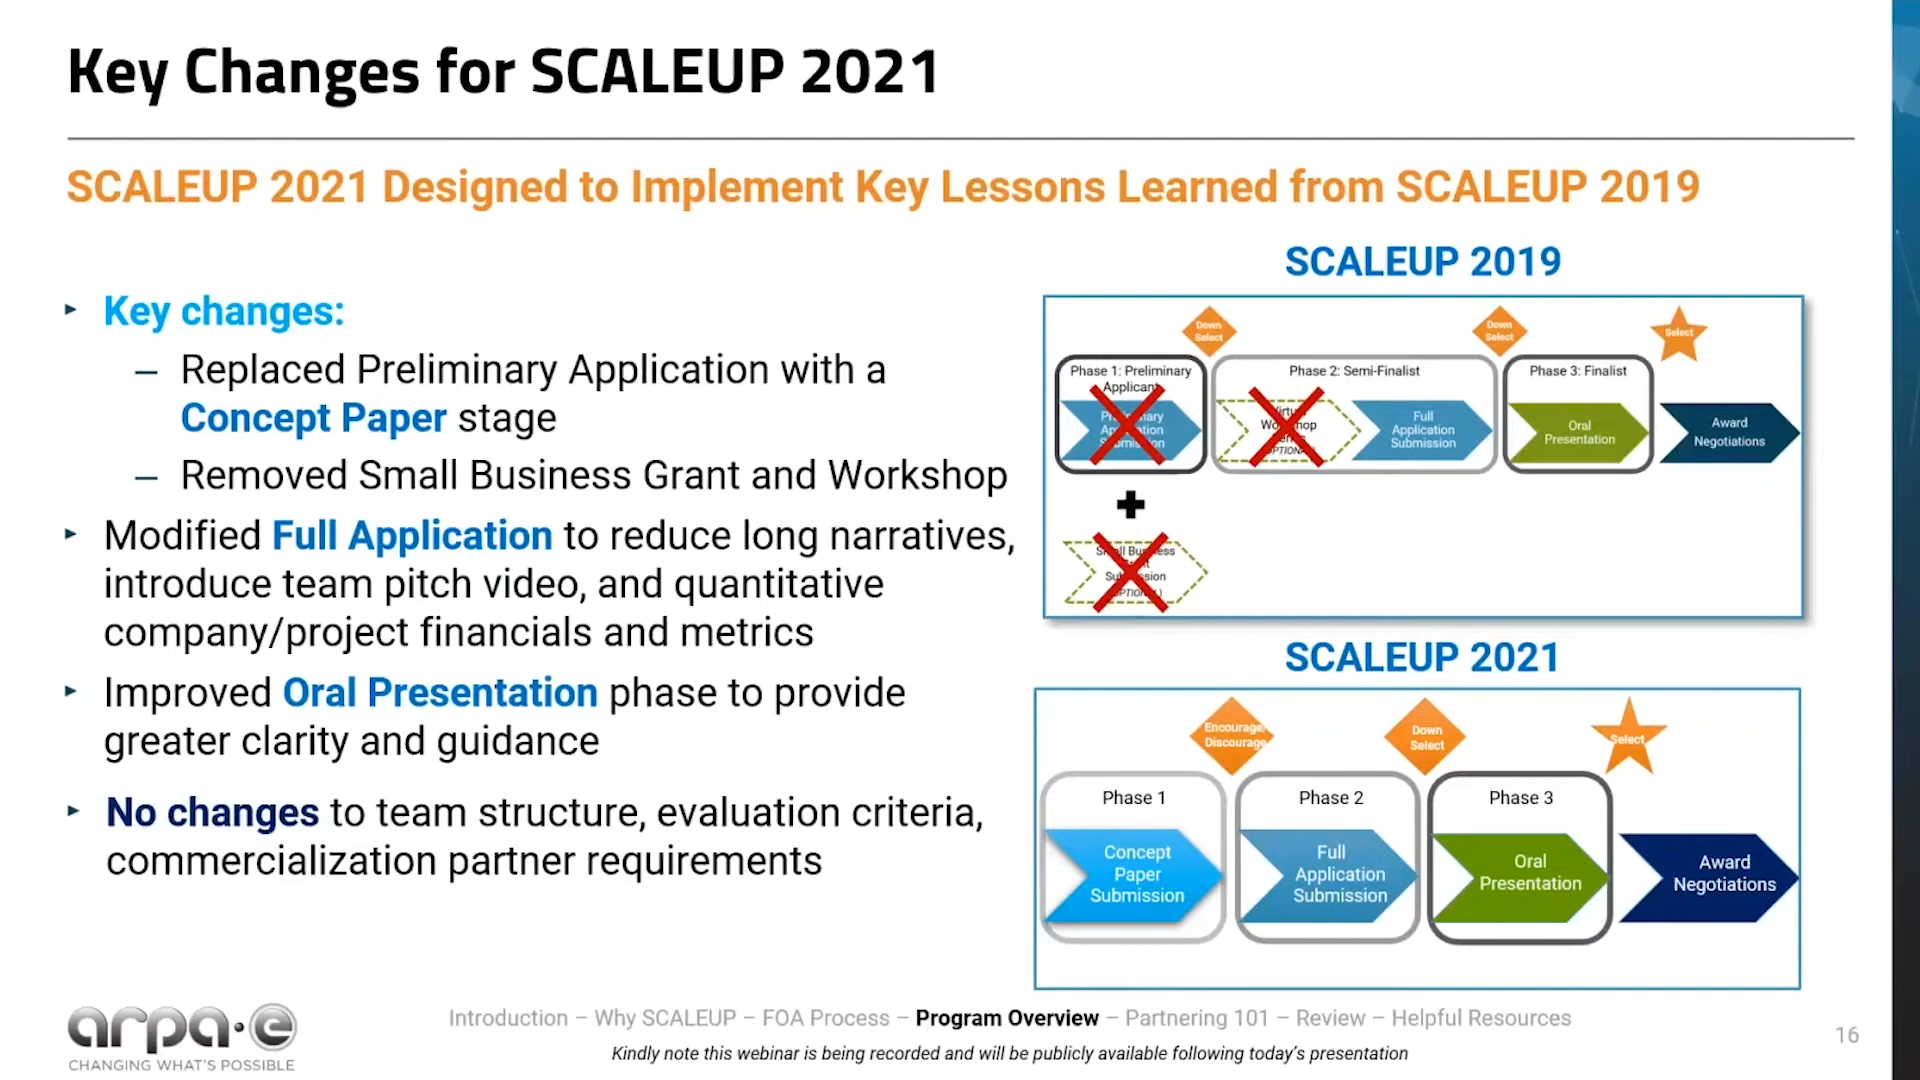 Key Changes for SCALEUP 2021
SCALEUP 2021 Designed to Implement Key Lessons Learned from SCALEUP 2019
▸ Key changes:
– Replaced Preliminary Application with a
Concept Paper stage
– Removed Small Business Grant and Workshop
▸ Modified Full Application to reduce long narratives,
introduce team pitch video, and quantitative
company/project financials and metrics
▸ Improved Oral Presentation phase to provide
greater clarity and guidance
▸ No changes to team structure, evaluation criteria,
commercialization partner requirements
SCALEUP 2019
Down
Select
Down
Select
Select
Phase 1: Preliminary
Applicant
Phase 2: Semi-Finalist
Full
Application
Submission
Phase 3: Finalist
Oral
Presentation
Award
Negotiations
SCALEUP 2021
Encourage/
Discourage
Down
Select
Select
Phase 1
Concept
Paper
Submission
Phase 2
Full
Application
Submission
Phase 3
Oral
Presentation
Award
Negotiations
arpa·e
CHANGING WHAT'S POSSIBLE
Introduction – Why SCALEUP – FOA Process – Program Overview – Partnering 101 – Review – Helpful Resources
Kindly note this webinar is being recorded and will be publicly available following today's presentation
16